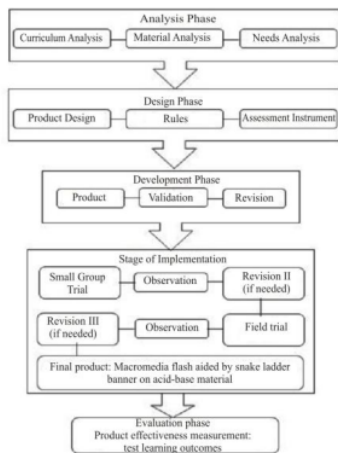 Analysis Phase
Curriculum Analysis Material Analysis Needs Analysis
Design Phase
Product Design Rules Assessment Instrument
Development Phase
Product Validation Revision
Stage of Implementation
Small Group
Trial
Observation
Revision II
(if needed)
Revision III
(if needed)
Observation
Field trial
Final product: Macromedia flash aided by snake ladder
banner on acid-base material
Evaluation phase
Product effectiveness measurement:
test learning outcomes